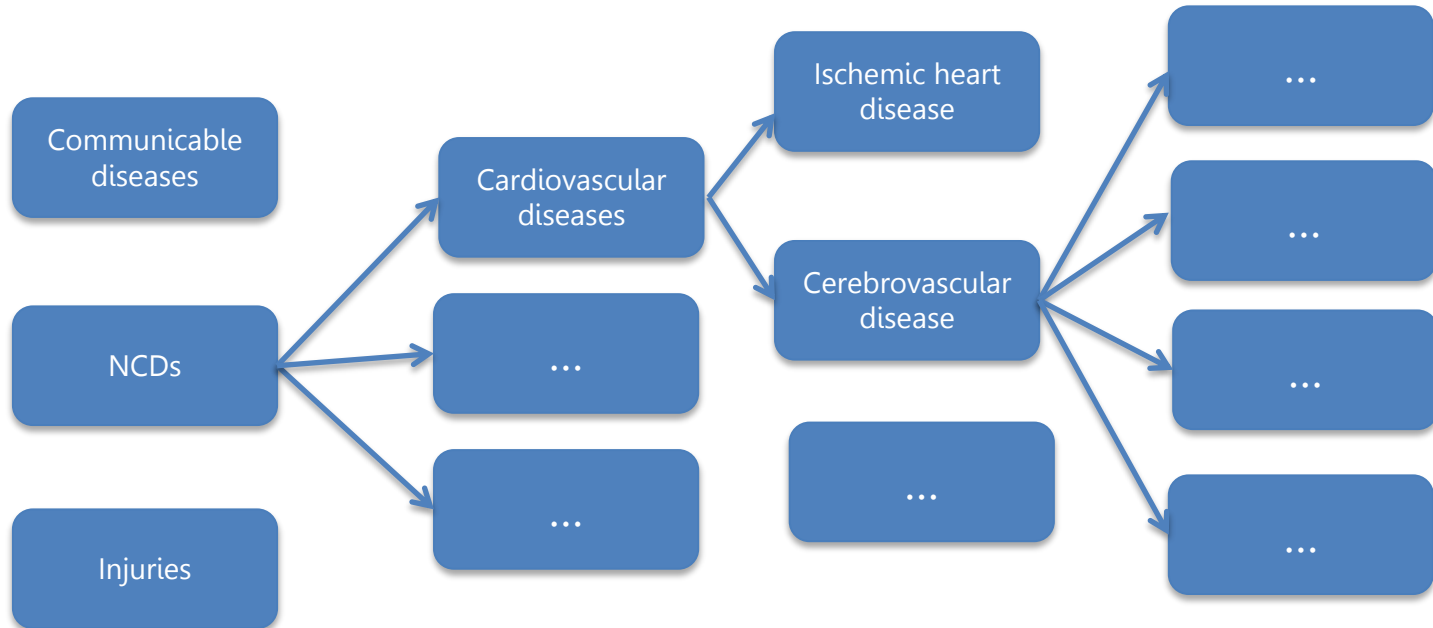 Communicable
diseases
NCDs
Injuries
Cardiovascular
diseases
...
...
Ischemic heart
disease
Cerebrovascular
disease
...
...
...
...
...